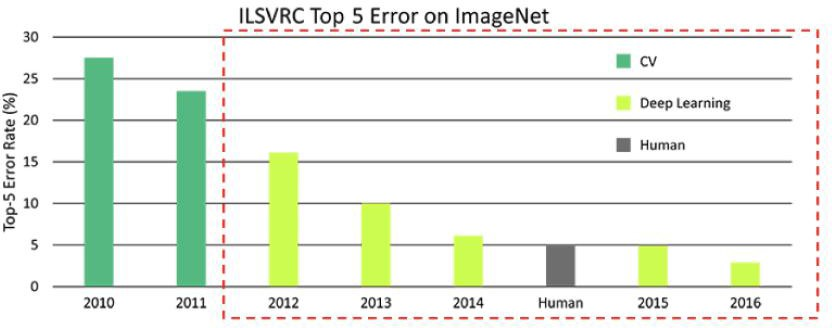 ILSVRC Top 5 Error on ImageNet
Top-5 Error Rate (%)
30
25
20
15
10
5
0
CV
Deep Learning
Human
2010 2011 2012 2013 2014 Human 2015 2016